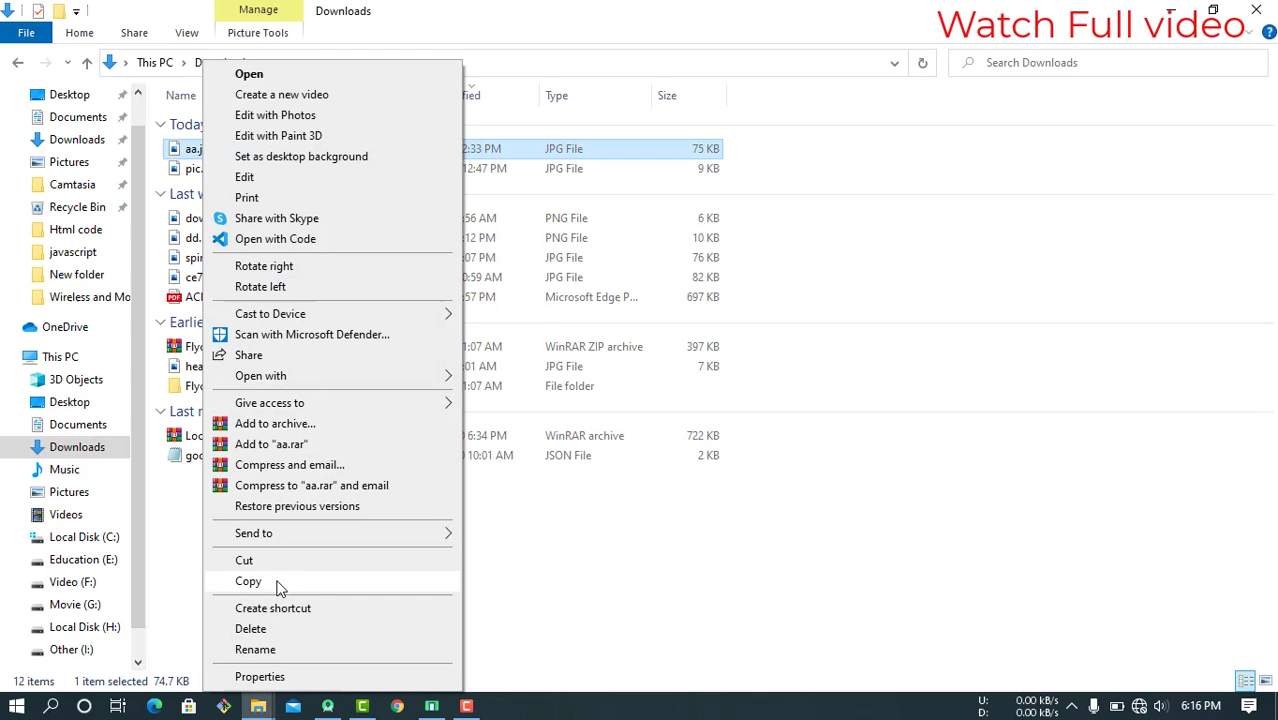 Manage
Downloads
Watch Full video
File
Home
Share
View
Picture Tools
This PC
Search Downloads
Name
Type
Size
Desktop
Documents
Downloads
Pictures
Camtasia
Recycle Bin
Html code
javascript
New folder
Wireless and Mo
OneDrive
This PC
3D Objects
Desktop
Documents
Downloads
Music
Pictures
Videos
Local Disk (C:)
Education (E:)
Video (F:)
Movie (G:)
Local Disk (H:)
Other (I:)
Open
Create a new video
Edit with Photos
Edit with Paint 3D
Set as desktop background
Edit
Print
Share with Skype
Open with Code
Rotate right
Rotate left
Cast to Device
Scan with Microsoft Defender...
Share
Open with
Give access to
Add to archive...
Add to "aa.rar"
Compress and email...
Compress to "aa.rar" and email
Restore previous versions
Send to
Cut
Copy
Create shortcut
Delete
Rename
Properties
Today
2:33 PM JPG File 75 KB
pic. 12:47 PM JPG File 9 KB
Last w
:56 AM PNG File 6 KB
dd. :12 PM PNG File 10 KB
spi :07 PM JPG File 76 KB
ce7 :59 AM JPG File 82 KB
PDF :57 PM Microsoft Edge P... 697 KB
Earlie
Flyc 1:07 AM WinRAR ZIP archive 397 KB
hea :01 AM JPG File 7 KB
Flyc 1:07 AM File folder
Last
Loc 6:34 PM WinRAR archive 722 KB
goo 10:01 AM JSON File 2 KB
12 items 1 item selected 74.7 KB
U: 0.00 kB/s
D: 0.00 kB/s
6:16 PM